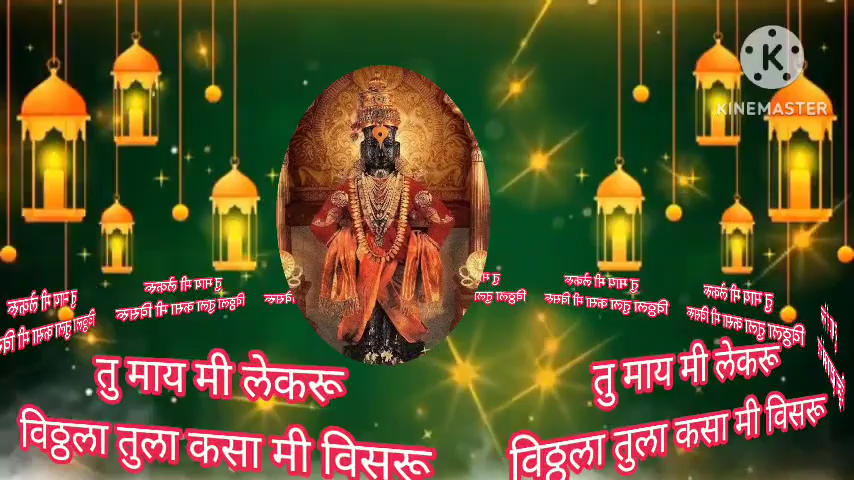 KINEMASTER
तु माय मी लेकरू
विठ्ठला तुला कसा मी विसरू
तु माय मी लेकरू
विठ्ठला तुला कसा मी विसरू